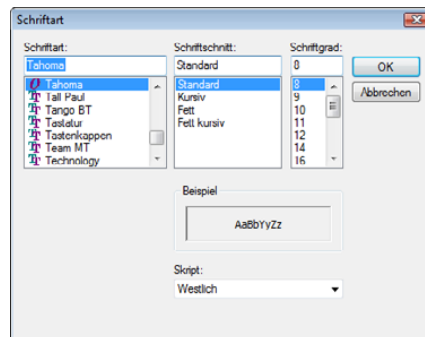 Schriftart
Schriftart:
Tahoma
Tahoma
Tall Paul
Tango BT
Tastatur
Tastenkappen
Team MT
Technology
Schriftschnitt:
Standard
Standard
Kursiv
Fett
Fett kursiv
Schriftgrad:
8
8
9
10
11
12
14
16
OK
Abbrechen
Beispiel
AaBbYyZz
Skript:
Westlich